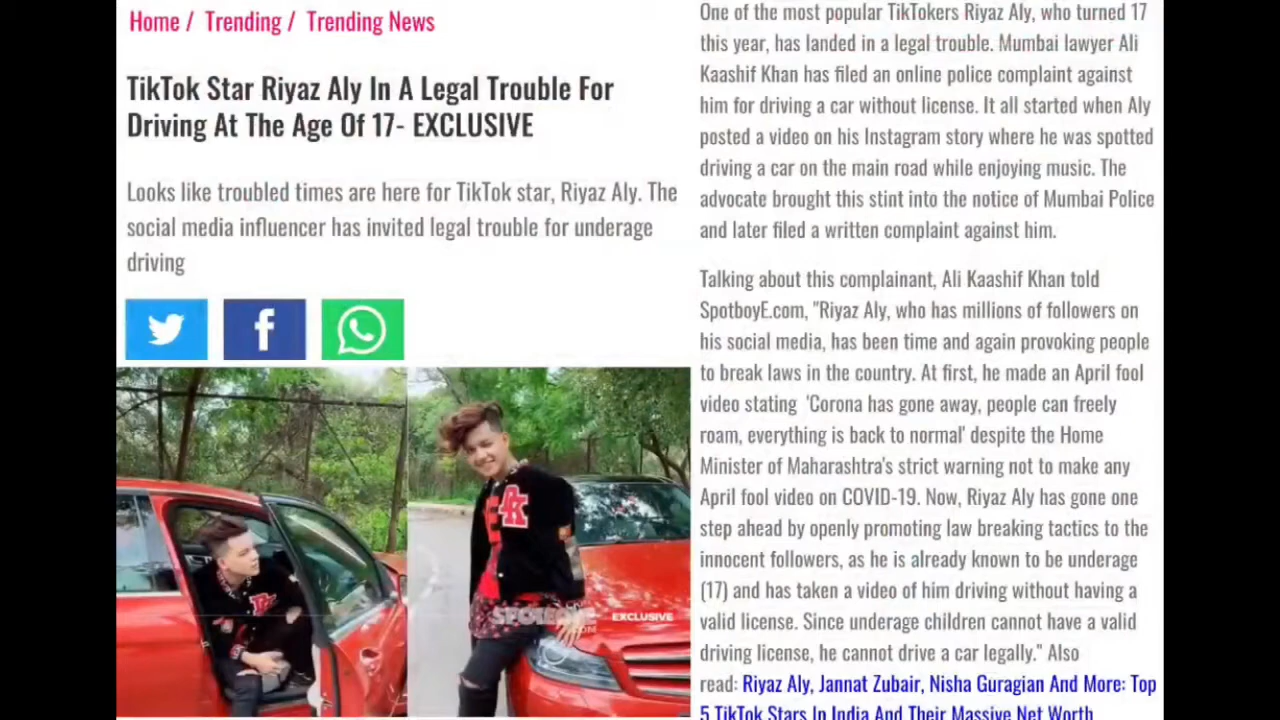 Home / Trending / Trending News
TikTok Star Riyaz Aly In A Legal Trouble For
Driving At The Age Of 17- EXCLUSIVE
Looks like troubled times are here for TikTok star, Riyaz Aly. The
social media influencer has invited legal trouble for underage
driving
EXCLUSIVE
One of the most popular TikTokers Riyaz Aly, who turned 17
this year, has landed in a legal trouble. Mumbai lawyer Ali
Kaashif Khan has filed an online police complaint against
him for driving a car without license. It all started when Aly
posted a video on his Instagram story where he was spotted
driving a car on the main road while enjoying music. The
advocate brought this stint into the notice of Mumbai Police
and later filed a written complaint against him.
Talking about this complainant, Ali Kaashif Khan told
SpotboyE.com, "Riyaz Aly, who has millions of followers on
his social media, has been time and again provoking people
to break laws in the country. At first, he made an April fool
video stating 'Corona has gone away, people can freely
roam, everything is back to normal' despite the Home
Minister of Maharashtra's strict warning not to make any
April fool video on COVID-19. Now, Riyaz Aly has gone one
step ahead by openly promoting law breaking tactics to the
innocent followers, as he is already known to be underage
(17) and has taken a video of him driving without having a
valid license. Since underage children cannot have a valid
driving license, he cannot drive a car legally." Also
read: Riyaz Aly, Jannat Zubair, Nisha Guragian And More: Top
5 TikTok Stars In India And Their Massive Net Worth